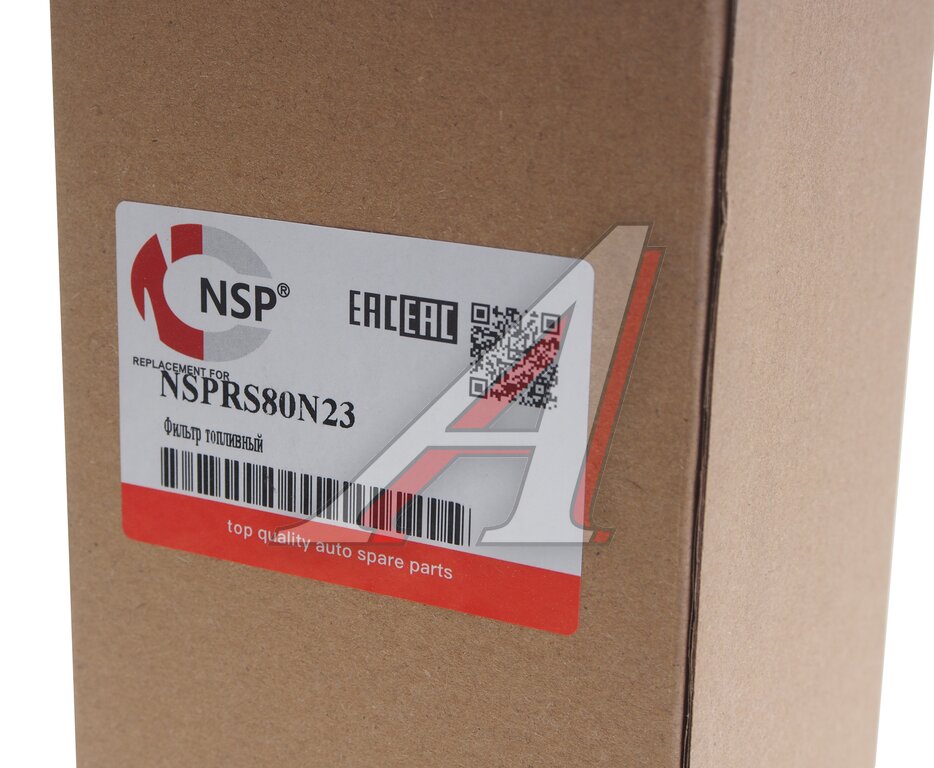 NSP®
EAC EAC
REPLACEMENT FOR
NSPRS80N23
Фильтр топливный
top quality auto spare parts